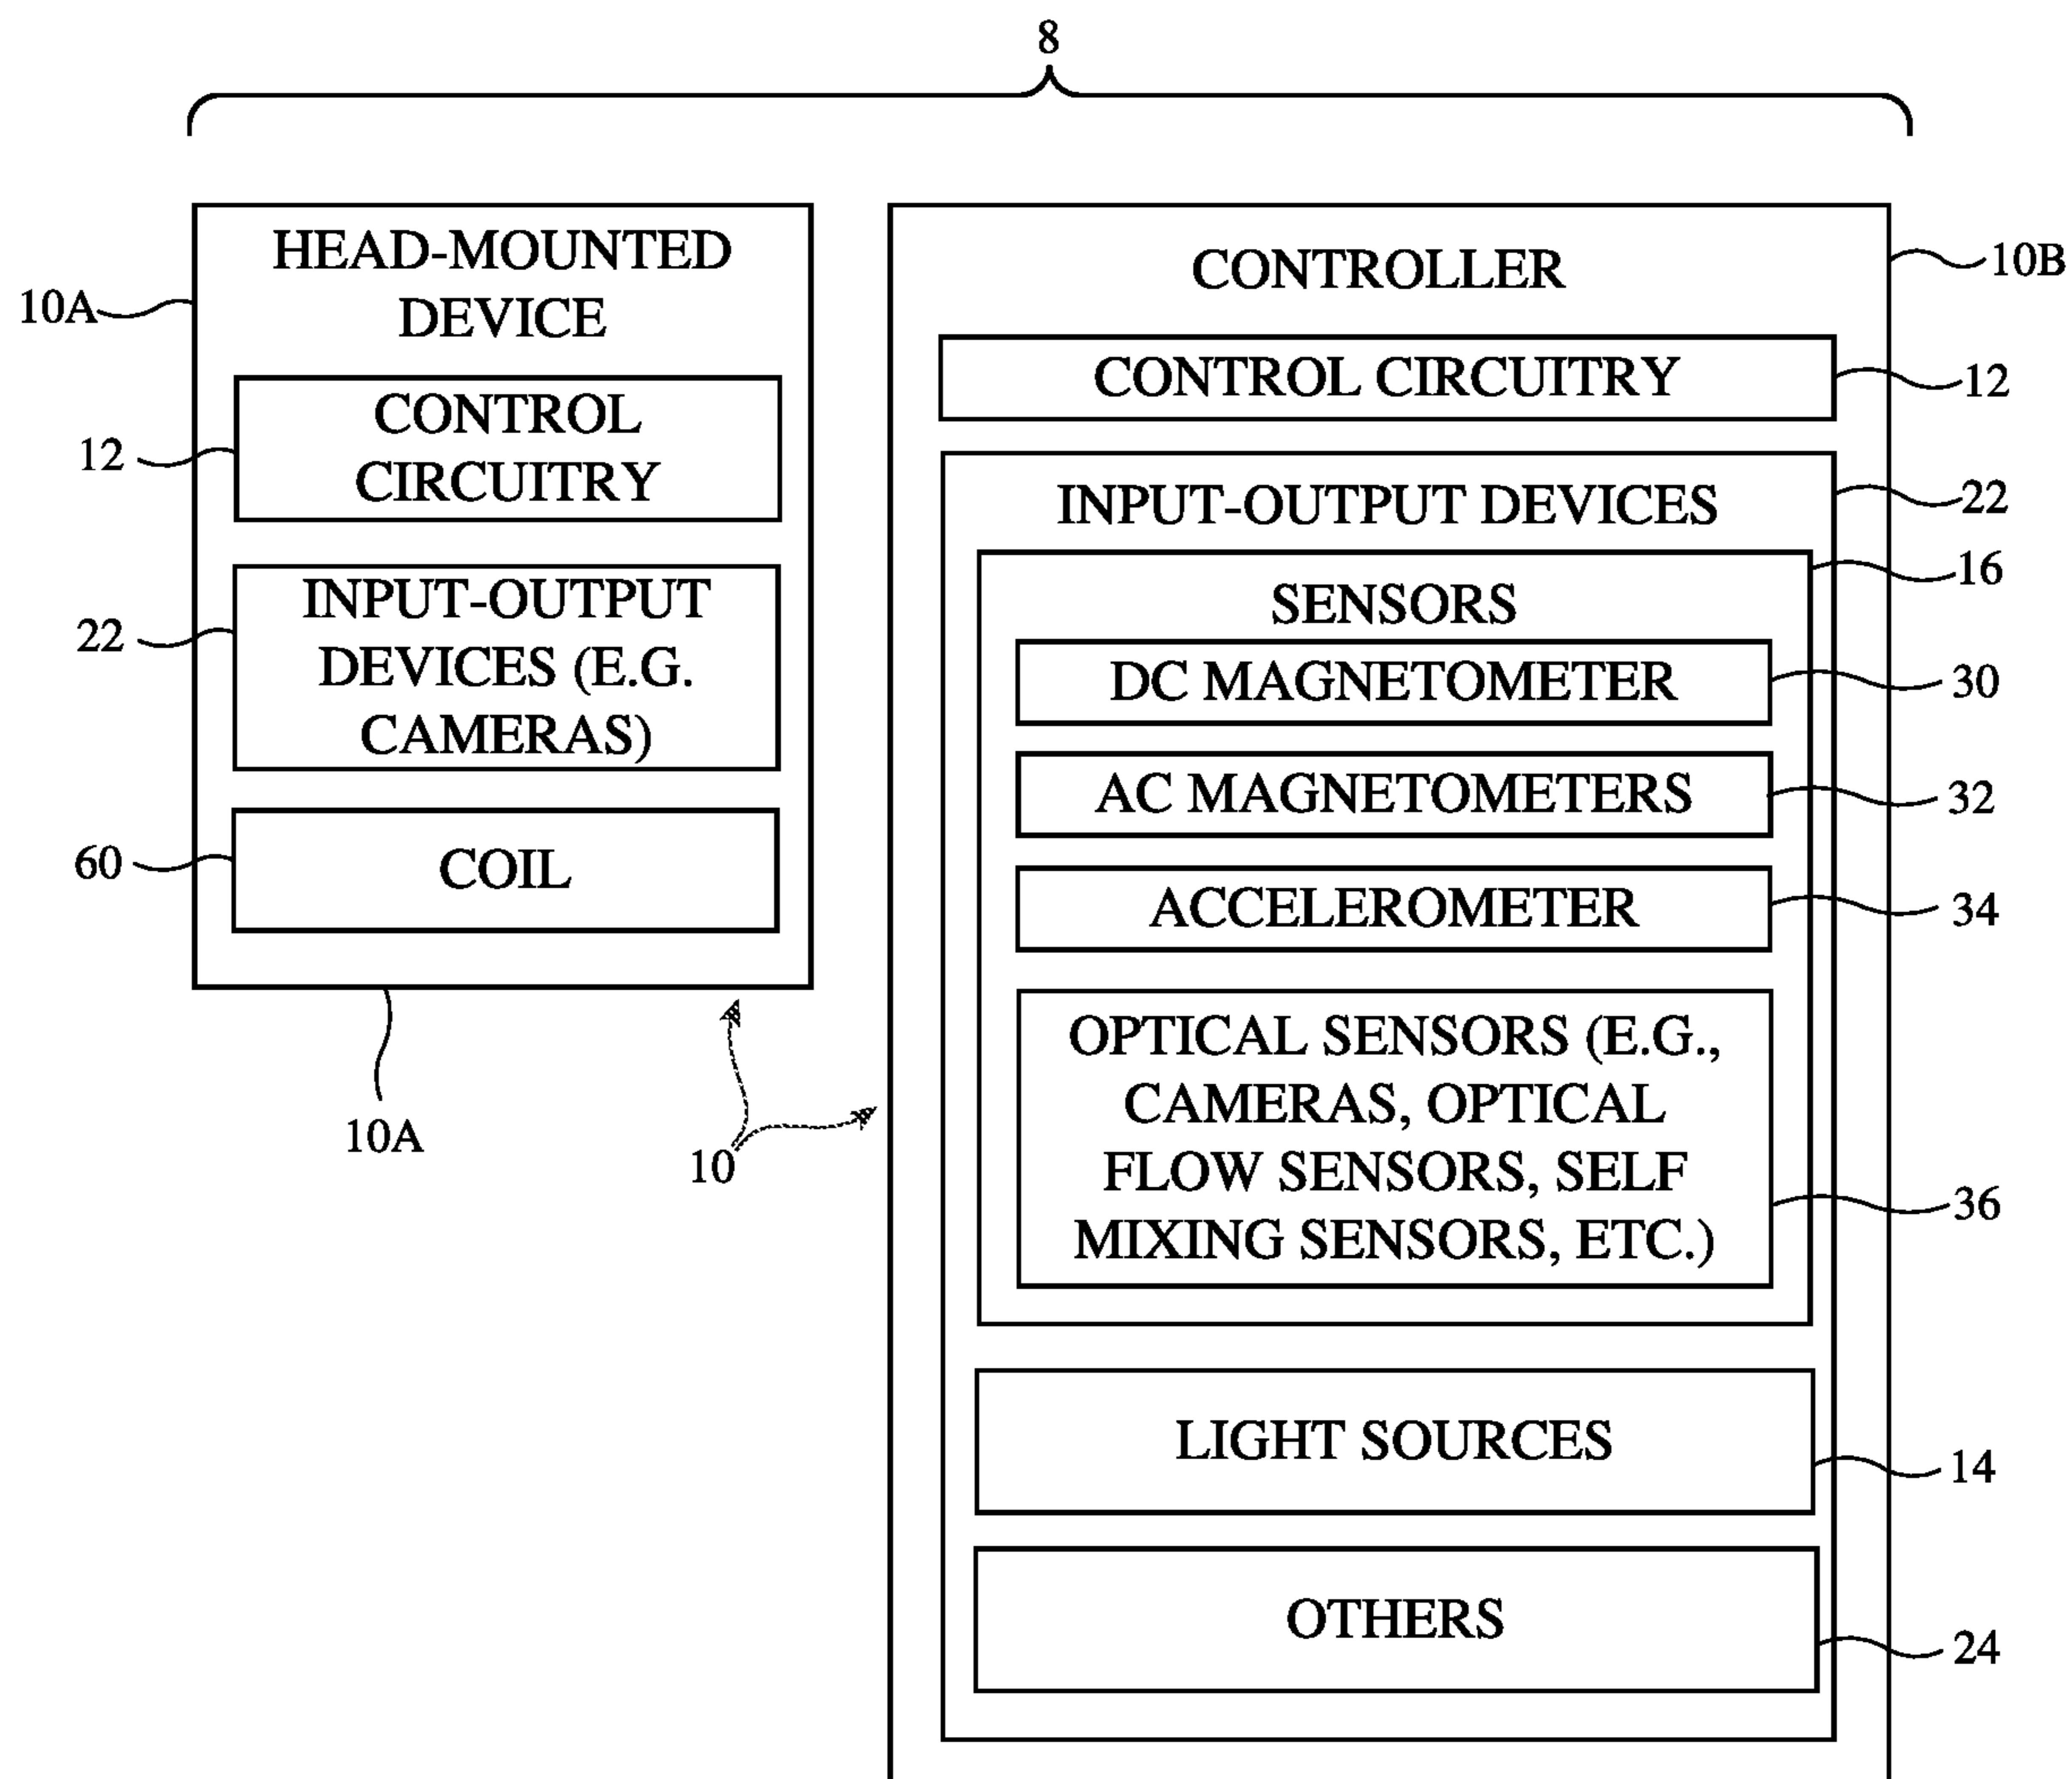 8
HEAD-MOUNTED
DEVICE
10A
CONTROL
CIRCUITRY
12
INPUT-OUTPUT
DEVICES (E.G.
CAMERAS)
22
COIL
60
10A
10
CONTROLLER
10B
CONTROL CIRCUITRY
12
INPUT-OUTPUT DEVICES
22
SENSORS
16
DC MAGNETOMETER
30
AC MAGNETOMETERS
32
ACCELEROMETER
34
OPTICAL SENSORS (E.G.,
CAMERAS, OPTICAL
FLOW SENSORS, SELF
MIXING SENSORS, ETC.)
36
LIGHT SOURCES
14
OTHERS
24